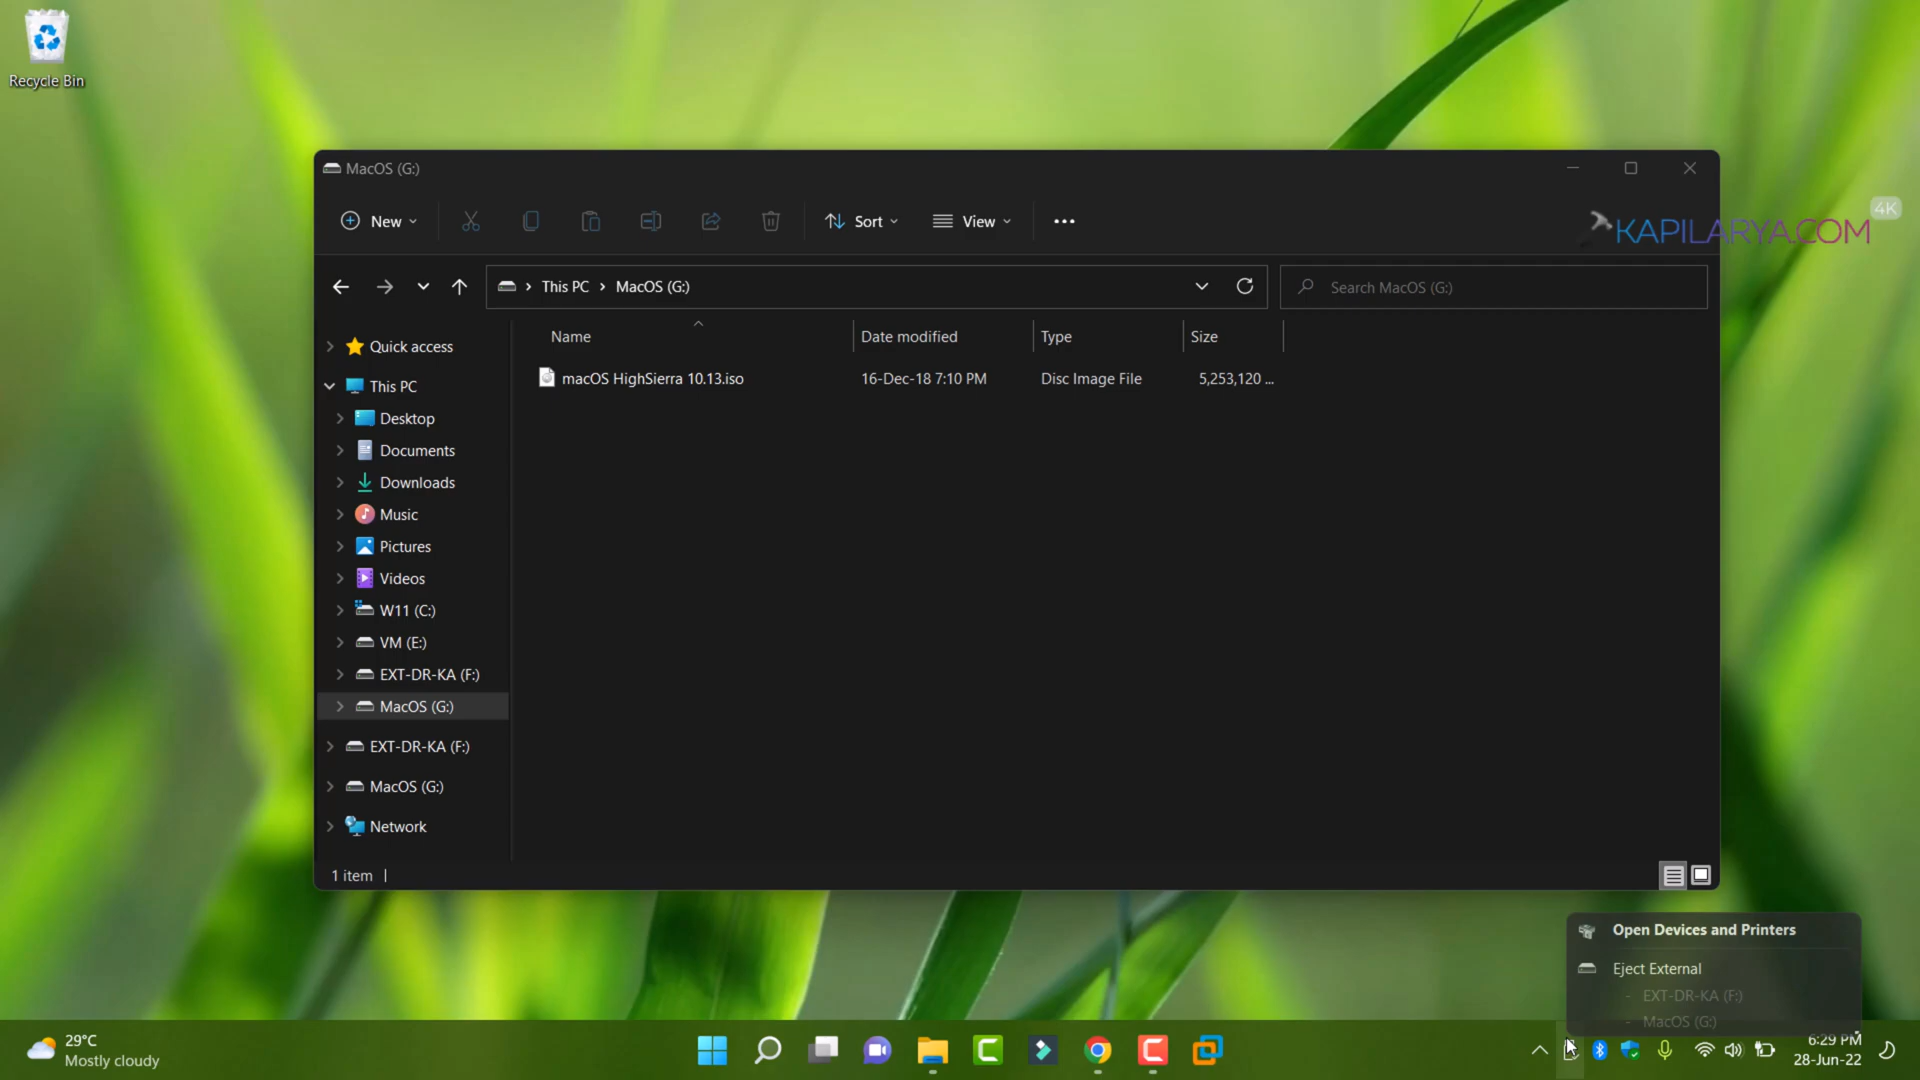 Recycle Bin
MacOS (G:)
New
Sort
View
4K
KAPILARYA.COM
This PC
MacOS (G:)
Search MacOS (G:)
Name
Date modified
Type
Size
macOS HighSierra 10.13.iso
16-Dec-18 7:10 PM
Disc Image File
5,253,120 ...
Quick access
This PC
Desktop
Documents
Downloads
Music
Pictures
Videos
W11 (C:)
VM (E:)
EXT-DR-KA (F:)
MacOS (G:)
EXT-DR-KA (F:)
MacOS (G:)
Network
1 item
Open Devices and Printers
Eject External
- EXT-DR-KA (F:)
- MacOS (G:)
29°C
Mostly cloudy
6:29 PM
28-Jun-22